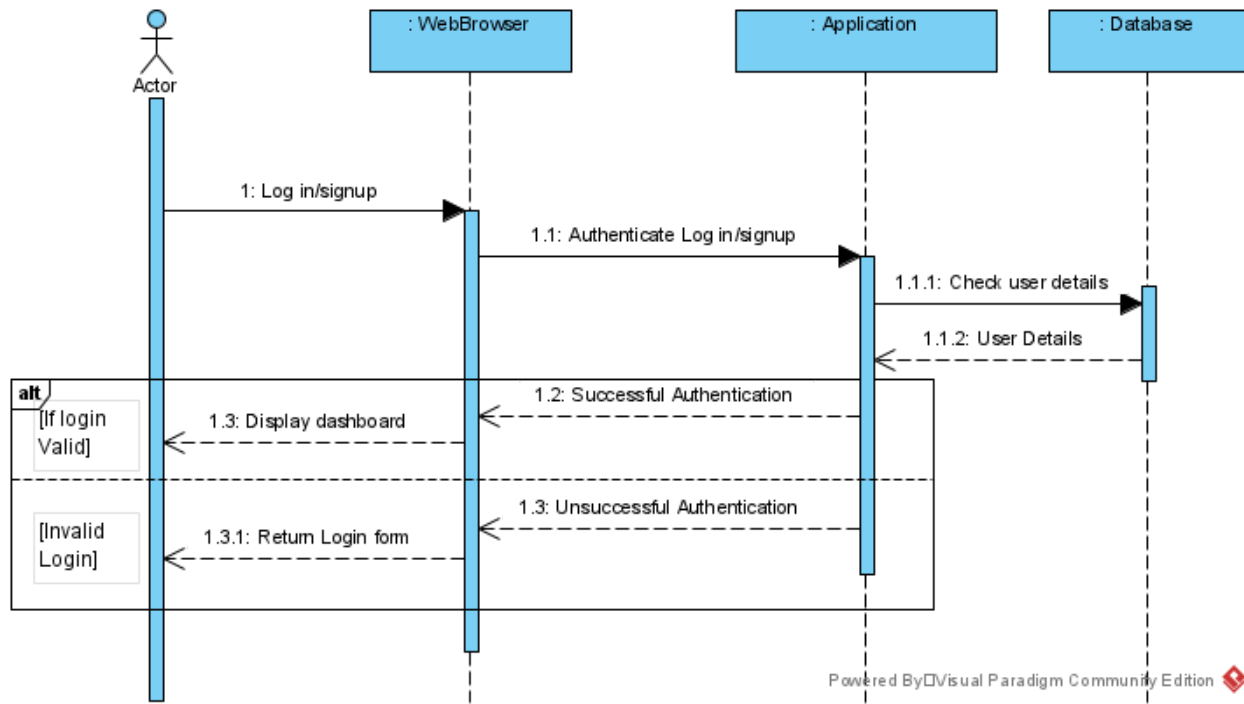 : WebBrowser
: Application
: Database
Actor
1: Log in/signup
1.1: Authenticate Log in/signup
1.1.1: Check user details
1.1.2: User Details
alt
[If login
Valid]
1.2: Successful Authentication
1.3: Display dashboard
[Invalid
Login]
1.3: Unsuccessful Authentication
1.3.1: Return Login form
Powered By□Visual Paradigm Community Edition